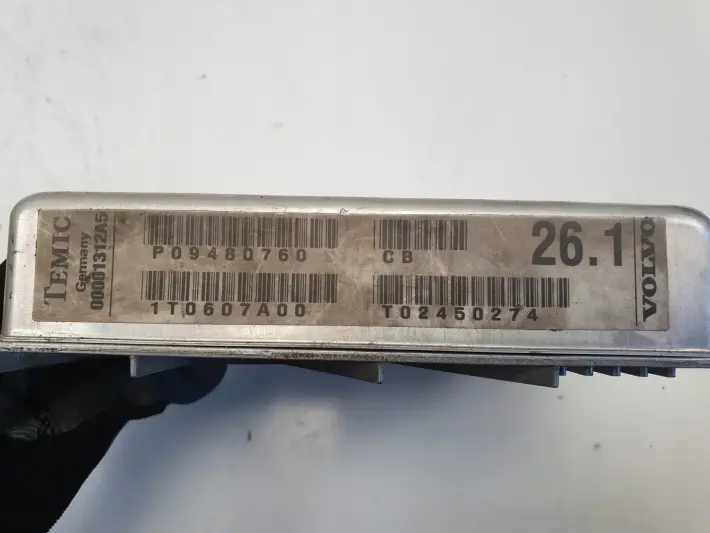 TEMIC
Germany
00001312A5
P09480760
CB
1T0607A00
T02450274
26.1
VOLVO